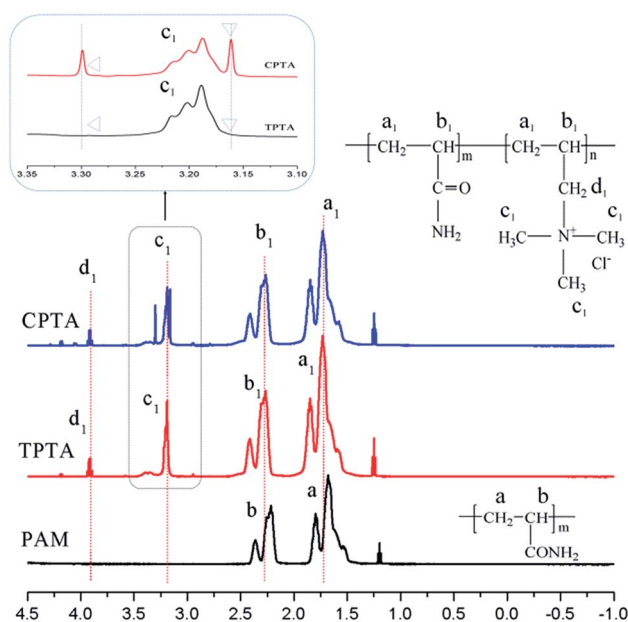 c1
CPTA
c1
TPTA
3.35 3.30 3.25 3.20 3.15 3.10
a1 b1 a1 b1
CH2 CH m CH2 CH n
C=O CH2 d1
NH2 c1 c1
H3C N+ CH3
Cl-
CH3
c1
d1 c1 b1 a1
CPTA
d1 c1 b1 a1
TPTA
b a
PAM
a b
CH2 CH m
CONH2
4.5 4.0 3.5 3.0 2.5 2.0 1.5 1.0 0.5 0.0 -0.5 -1.0